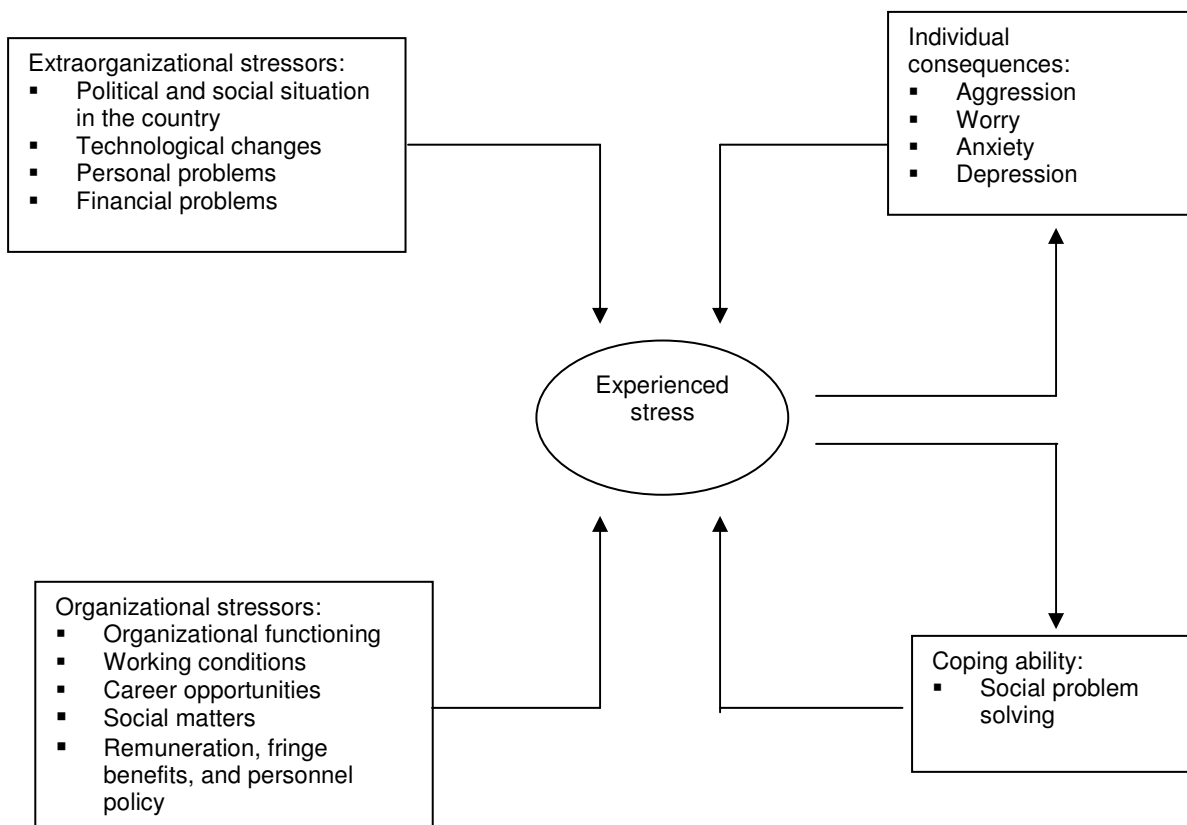 Extraorganizational stressors:
▪ Political and social situation
in the country
▪ Technological changes
▪ Personal problems
▪ Financial problems
Individual
consequences:
▪ Aggression
▪ Worry
▪ Anxiety
▪ Depression
Experienced
stress
Organizational stressors:
▪ Organizational functioning
▪ Working conditions
▪ Career opportunities
▪ Social matters
▪ Remuneration, fringe
benefits, and personnel
policy
Coping ability:
▪ Social problem
solving